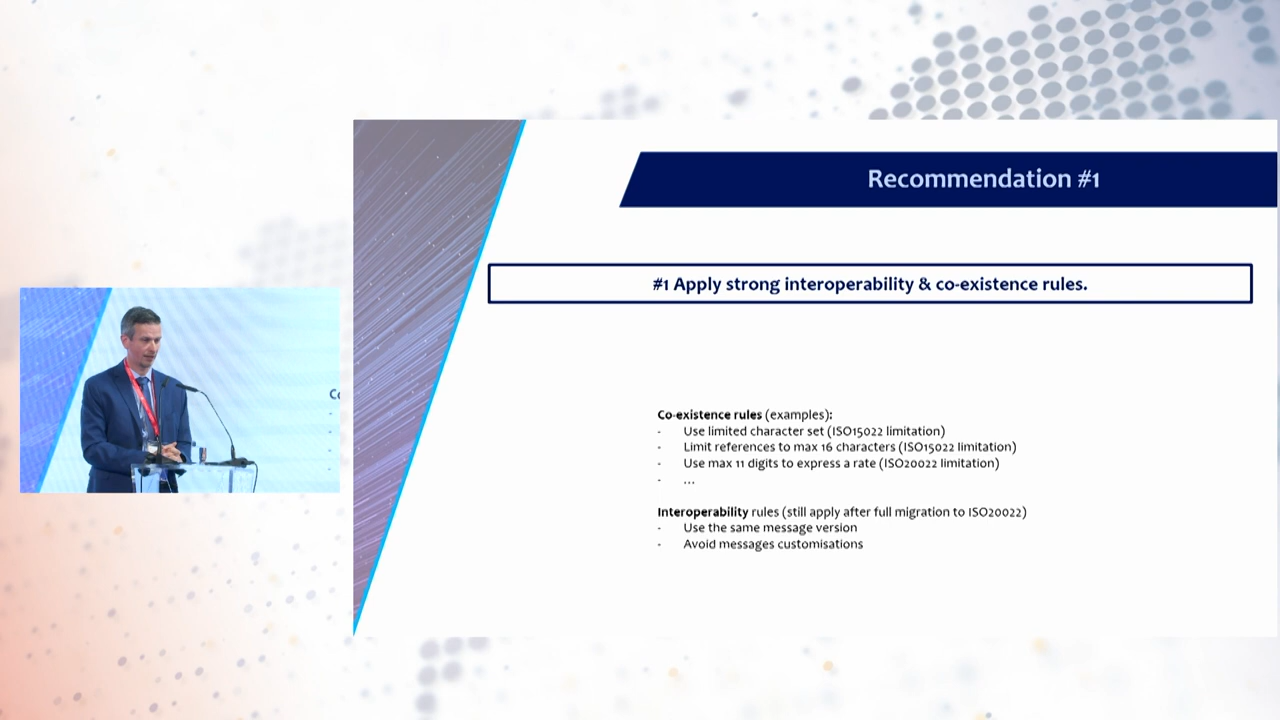 Recommendation #1
#1 Apply strong interoperability & co-existence rules.
Co-existence rules (examples):
- Use limited character set (ISO15022 limitation)
- Limit references to max 16 characters (ISO15022 limitation)
- Use max 11 digits to express a rate (ISO20022 limitation)
- ...
Interoperability rules (still apply after full migration to ISO20022)
- Use the same message version
- Avoid messages customisations
Co